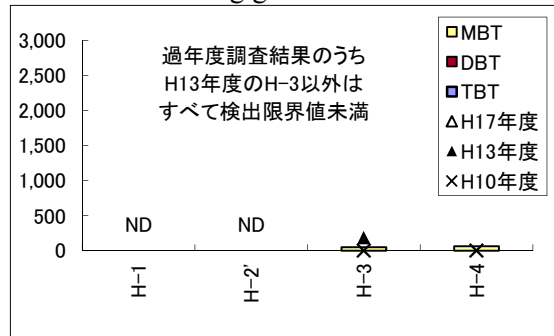 3,000
2,500
2,000
1,500
1,000
500
0
過年度調査結果のうち
H13年度のH-3以外は
すべて検出限界値未満
ND
ND
H-1
H-2'
H-3
H-4
MBT
DBT
TBT
H17年度
H13年度
H10年度